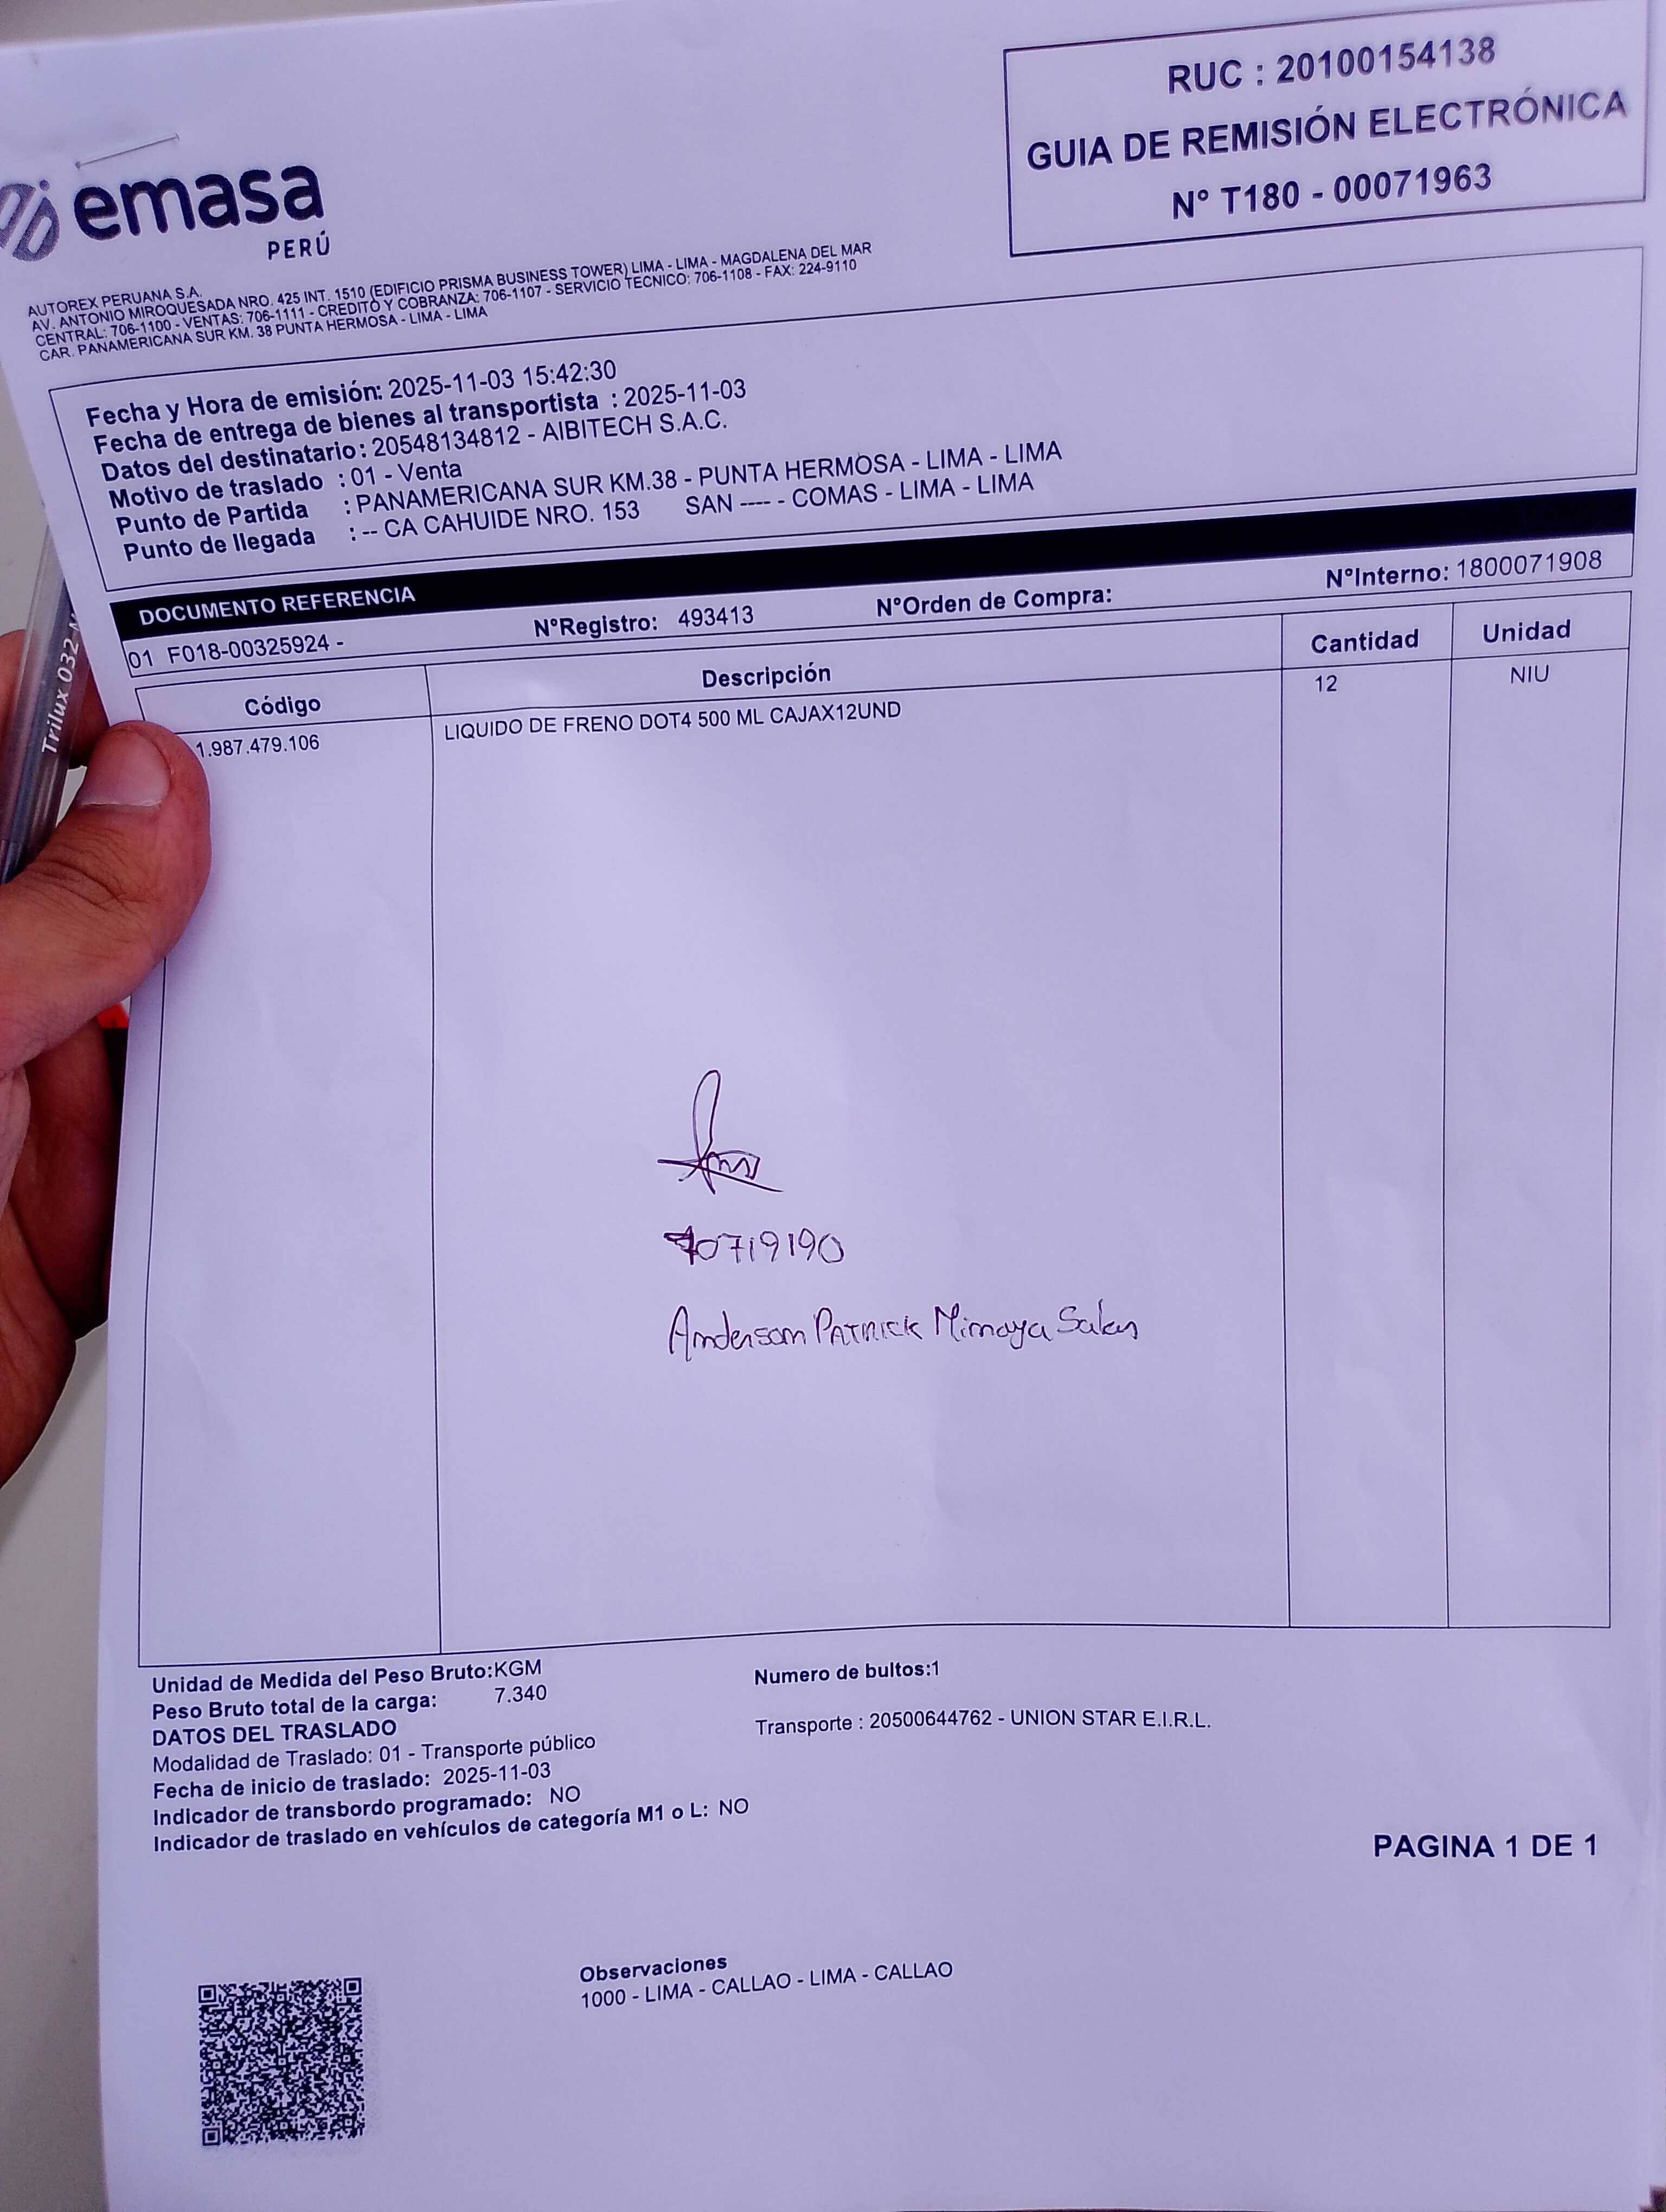 RUC : 20100154138
GUIA DE REMISIÓN ELECTRÓNICA
N° T180 - 00071963
emasa
PERÚ
AUTOREX PERUANA S.A.
AV. ANTONIO MIROQUESADA NRO. 425 INT. 1510 (EDIFICIO PRISMA BUSINESS TOWER) LIMA - LIMA - MAGDALENA DEL MAR
CENTRAL: 706-1100 - VENTAS: 706-1111 - CREDITO Y COBRANZA: 706-1107 - SERVICIO TECNICO: 706-1108 - FAX: 224-9110
CAR. PANAMERICANA SUR KM. 38 PUNTA HERMOSA - LIMA - LIMA
Fecha y Hora de emisión: 2025-11-03 15:42:30
Fecha de entrega de bienes al transportista : 2025-11-03
Datos del destinatario : 20548134812 - AIBITECH S.A.C.
Motivo de traslado : 01 - Venta
Punto de Partida : PANAMERICANA SUR KM.38 - PUNTA HERMOSA - LIMA - LIMA
Punto de llegada : -- CA CAHUIDE NRO. 153 SAN ---- - COMAS - LIMA - LIMA
DOCUMENTO REFERENCIA
01 F018-00325924 - N°Registro: 493413 N°Orden de Compra: N°Interno: 1800071908
Código Descripción Cantidad Unidad
1.987.479.106 LIQUIDO DE FRENO DOT4 500 ML CAJAX12UND 12 NIU
70719190
Anderson PATRICK Mimaya Salas
Unidad de Medida del Peso Bruto:KGM Numero de bultos:1
Peso Bruto total de la carga: 7.340
DATOS DEL TRASLADO Transporte : 20500644762 - UNION STAR E.I.R.L.
Modalidad de Traslado: 01 - Transporte público
Fecha de inicio de traslado: 2025-11-03
Indicador de transbordo programado: NO
Indicador de traslado en vehículos de categoría M1 o L: NO
PAGINA 1 DE 1
Observaciones
1000 - LIMA - CALLAO - LIMA - CALLAO
Trilux 032